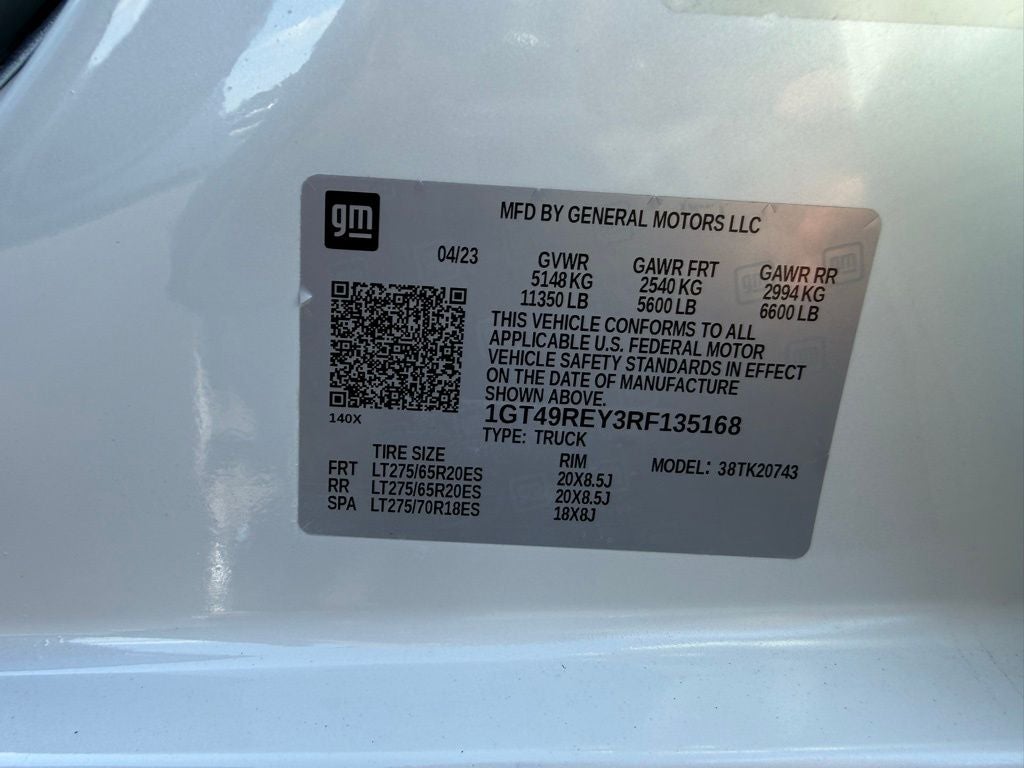 gm
MFD BY GENERAL MOTORS LLC
04/23
GVWR GAWR FRT GAWR RR
5148 KG 2540 KG 2994 KG
11350 LB 5600 LB 6600 LB
THIS VEHICLE CONFORMS TO ALL
APPLICABLE U.S. FEDERAL MOTOR
VEHICLE SAFETY STANDARDS IN EFFECT
ON THE DATE OF MANUFACTURE
SHOWN ABOVE.
140X
1GT49REY3RF135168
TYPE: TRUCK
TIRE SIZE RIM MODEL: 38TK20743
FRT LT275/65R20ES 20X8.5J
RR LT275/65R20ES 20X8.5J
SPA LT275/70R18ES 18X8J